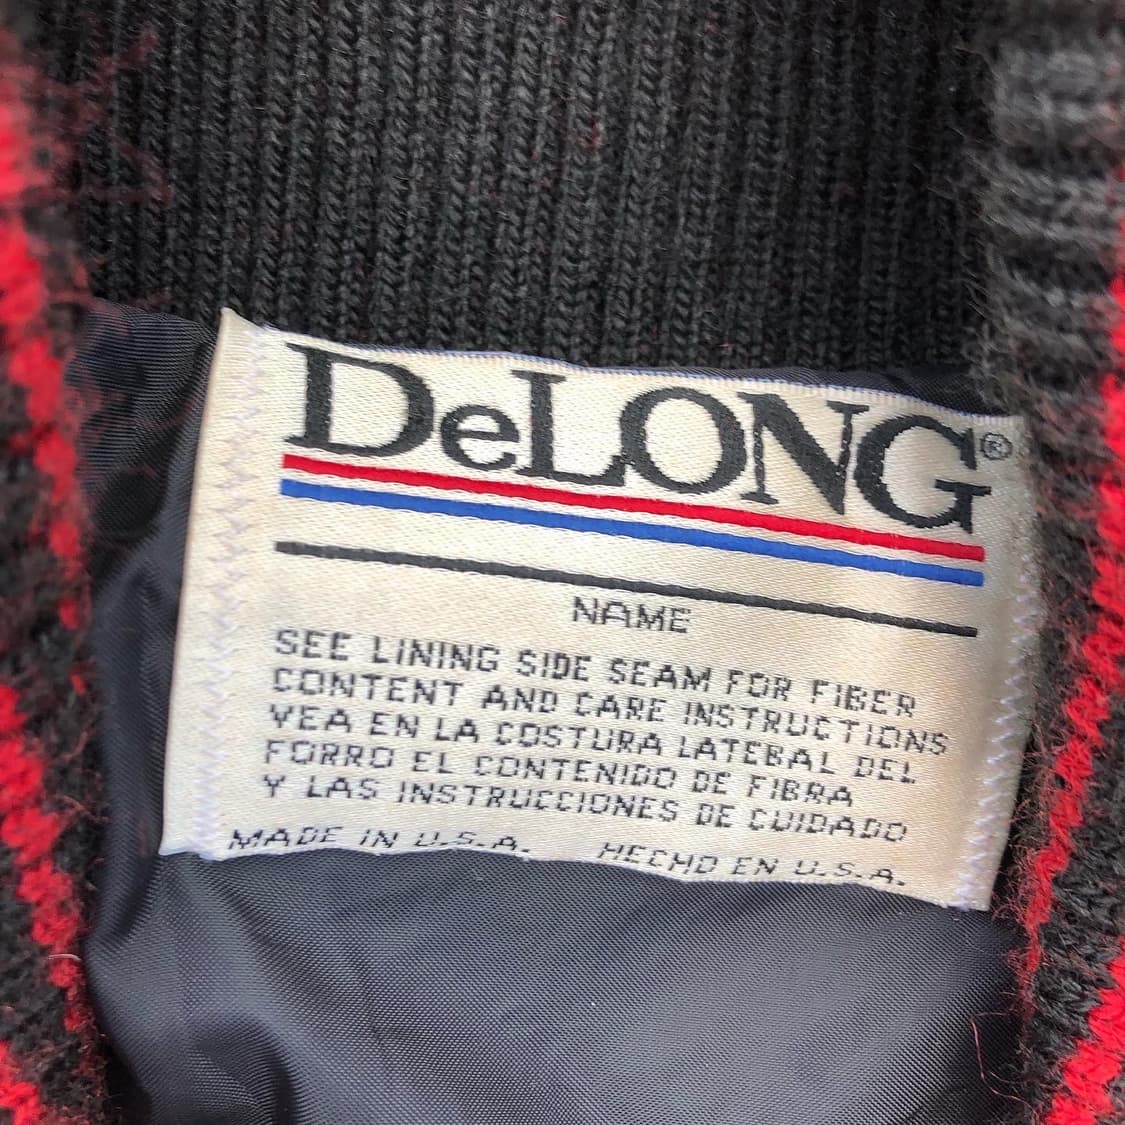 DeLONG®
NAME
SEE LINING SIDE SEAM FOR FIBER
CONTENT AND CARE INSTRUCTIONS
VEA EN LA COSTURA LATERAL DEL
FORRO EL CONTENIDO DE FIBRA
Y LAS INSTRUCCIONES DE CUIDADO
MADE IN U.S.A. HECHO EN U.S.A.